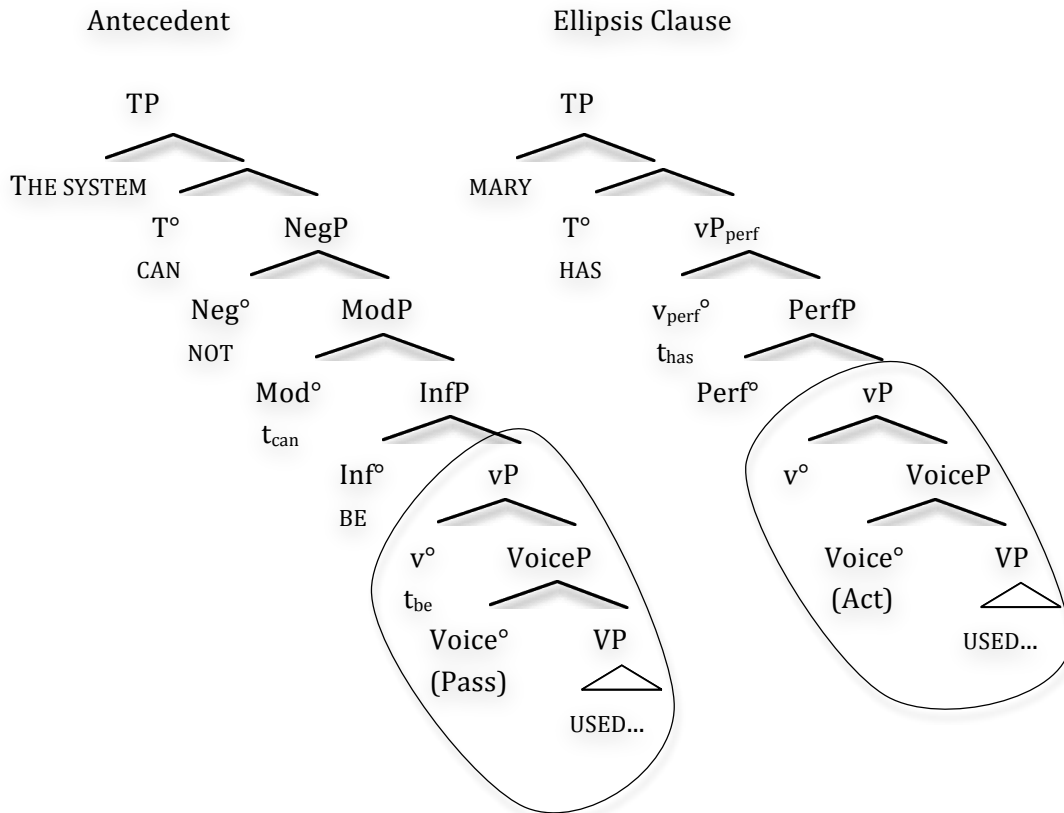 Antecedent Ellipsis Clause
TP TP
THE SYSTEM MARY
T° NegP T° vPperf
CAN HAS
Neg° ModP vperf° PerfP
NOT thas
Mod° InfP Perf° vP
tcan
Inf° vP v° VoiceP
BE
v° VoiceP Voice° VP
tbe (Act)
Voice° VP USED...
(Pass)
USED...